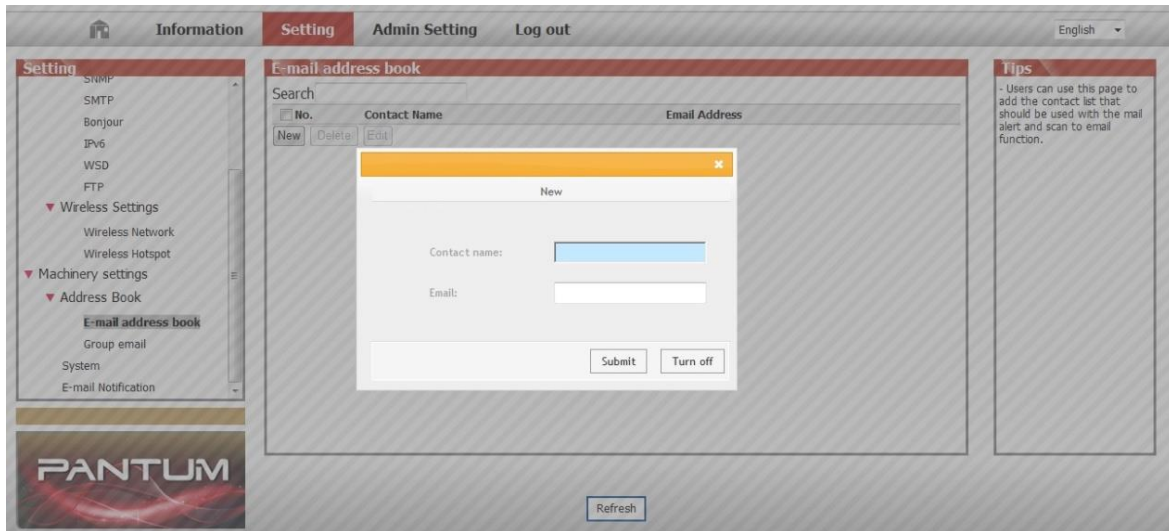 Information
Setting
Admin Setting
Log out
English
Setting
SNMP
SMTP
Bonjour
IPv6
WSD
FTP
Wireless Settings
Wireless Network
Wireless Hotspot
Machinery settings
Address Book
E-mail address book
Group email
System
E-mail Notification
PANTUM
E-mail address book
Search
No. Contact Name Email Address
New Delete Edit
New
Contact name:
Email:
Submit Turn off
Refresh
Tips
- Users can use this page to
add the contact list that
should be used with the mail
alert and scan to email
function.